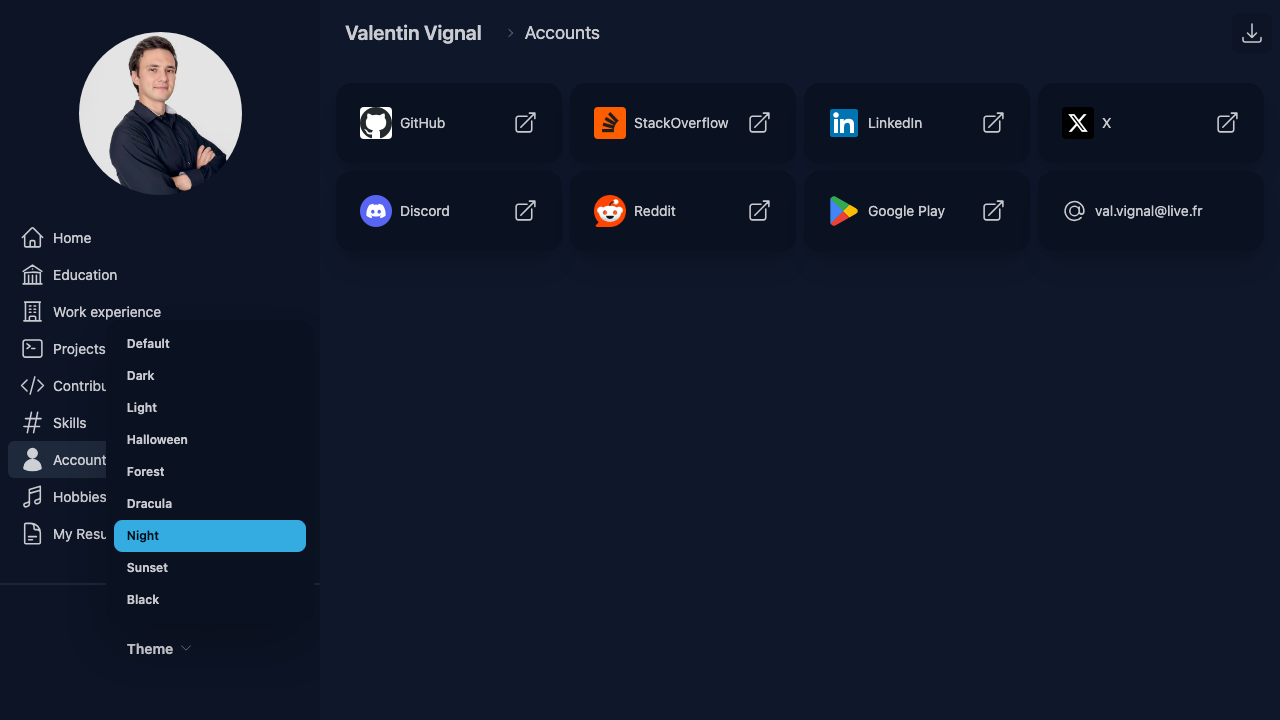 Valentin Vignal
Accounts
GitHub
StackOverflow
LinkedIn
X
Discord
Reddit
Google Play
val.vignal@live.fr
Home
Education
Work experience
Projects
Contribu
Skills
Account
Hobbies
My Resu
Default
Dark
Light
Halloween
Forest
Dracula
Night
Sunset
Black
Theme